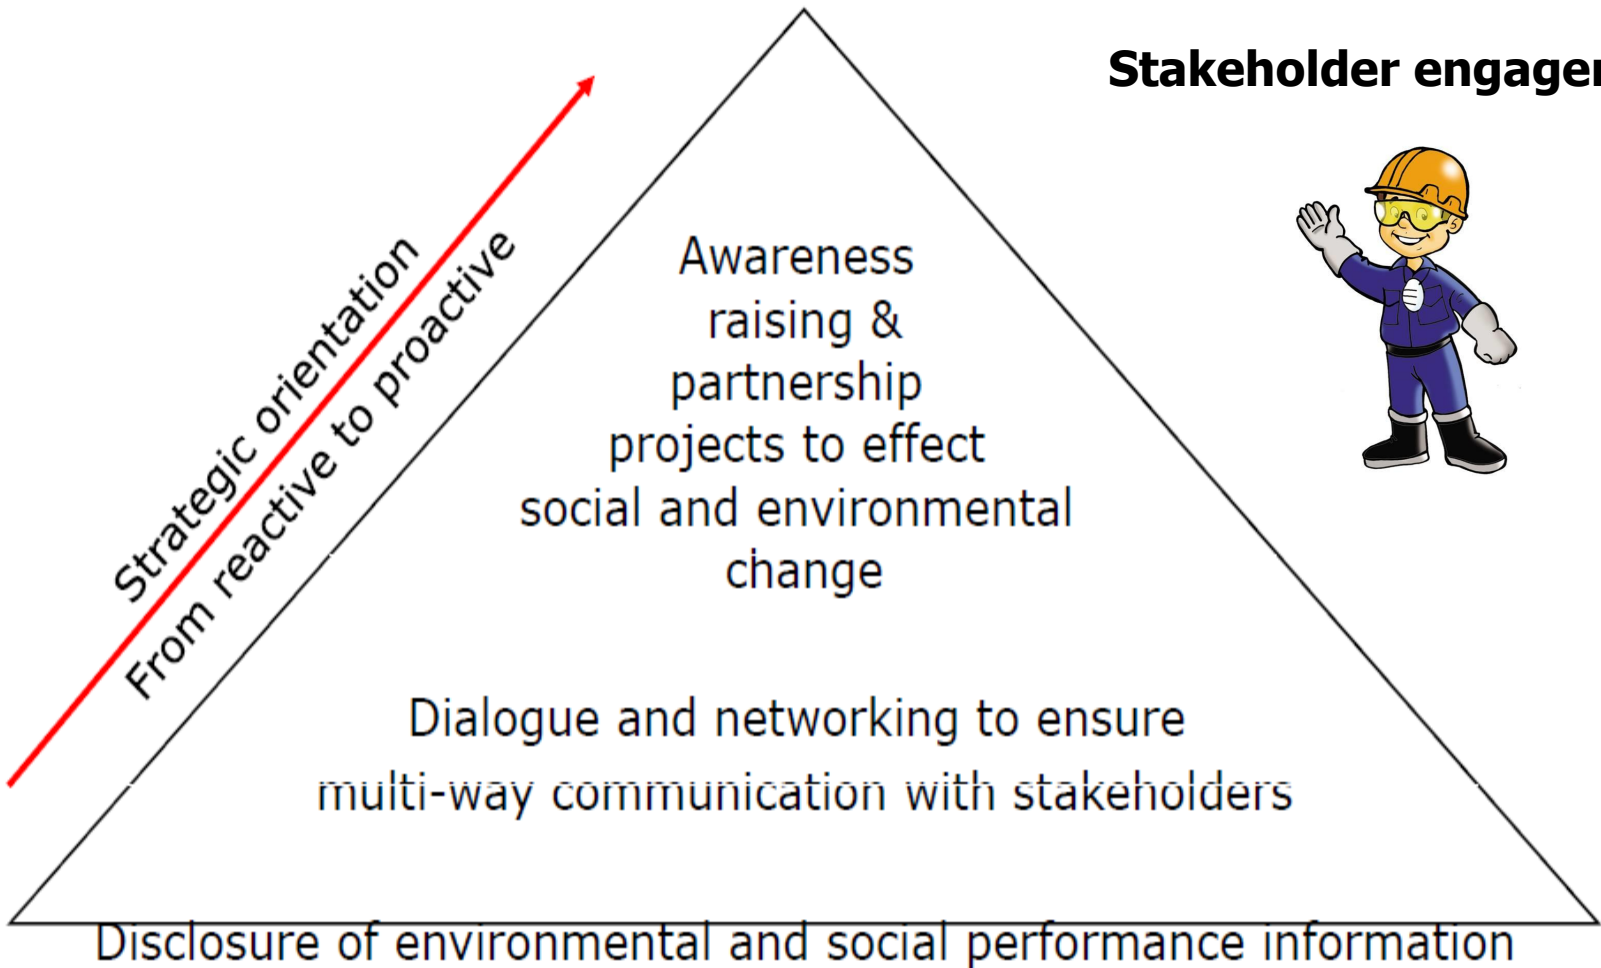 Stakeholder engager
Strategic orientation
From reactive to proactive
Awareness
raising &
partnership
projects to effect
social and environmental
change
Dialogue and networking to ensure
multi-way communication with stakeholders
Disclosure of environmental and social performance information